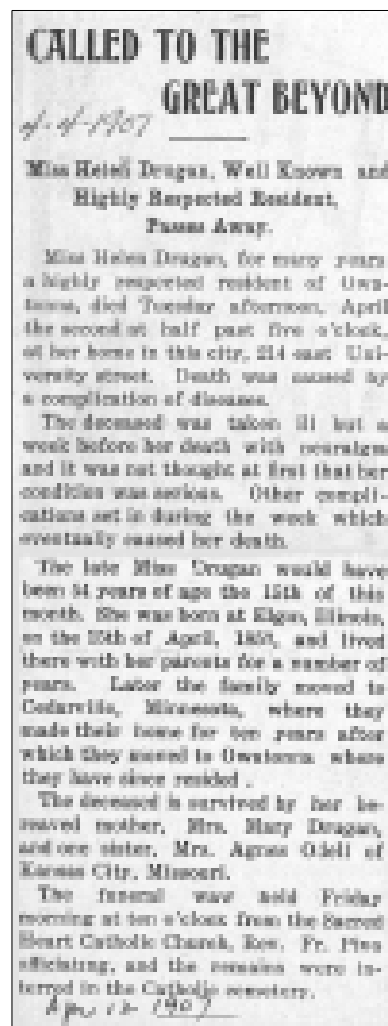 CALLED TO THE
GREAT BEYOND
4-4-1907
Miss Helen Drugan, Well Known and
Highly Respected Resident,
Passes Away.
Miss Helen Drugan, for many years
a highly respected resident of Owa-
tonna, died Tuesday afternoon, April
the second at half past five o'clock,
at her home in this city, 214 east Uni-
versity street. Death was caused by
a complication of diseases.
The deceased was taken ill but a
week before her death with neuralgia
and it was not thought at first that her
condition was serious. Other compli-
cations set in during the week which
eventually caused her death.
The late Miss Drugan would have
been 54 years of age the 15th of this
month. She was born at Elgin, Illinois,
on the 15th of April, 1853, and lived
there with her parents for a number of
years. Later the family moved to
Cedarville, Minnesota, where they
made their home for ten years after
which they moved to Owatonna where
they have since resided .
The deceased is survived by her be-
reaved mother, Mrs. Mary Drugan,
and one sister, Mrs. Agnes Odell of
Kansas City, Missouri.
The funeral waw held Friday
morning at ten o'clock from the Sacred
Heart Catholic Church, Rev. Fr. Pius
officiating, and the remains were in-
terred in the Catholic cemetery.
Apr 12 1907